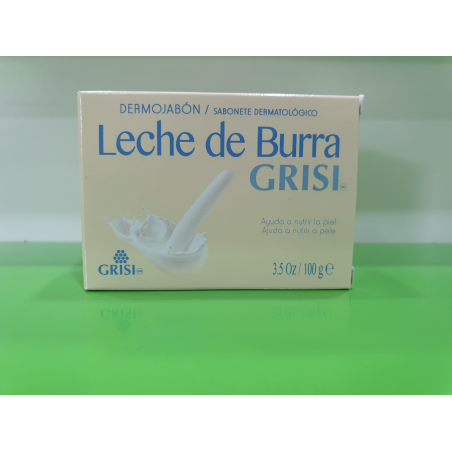 DERMOJABÓN / SABONETE DERMATOLÓGICO
Leche de Burra
GRISI
Ayuda a nutrir la piel
Ajuda a nutrir a pele
GRISI
3.5 Oz / 100 g ℮